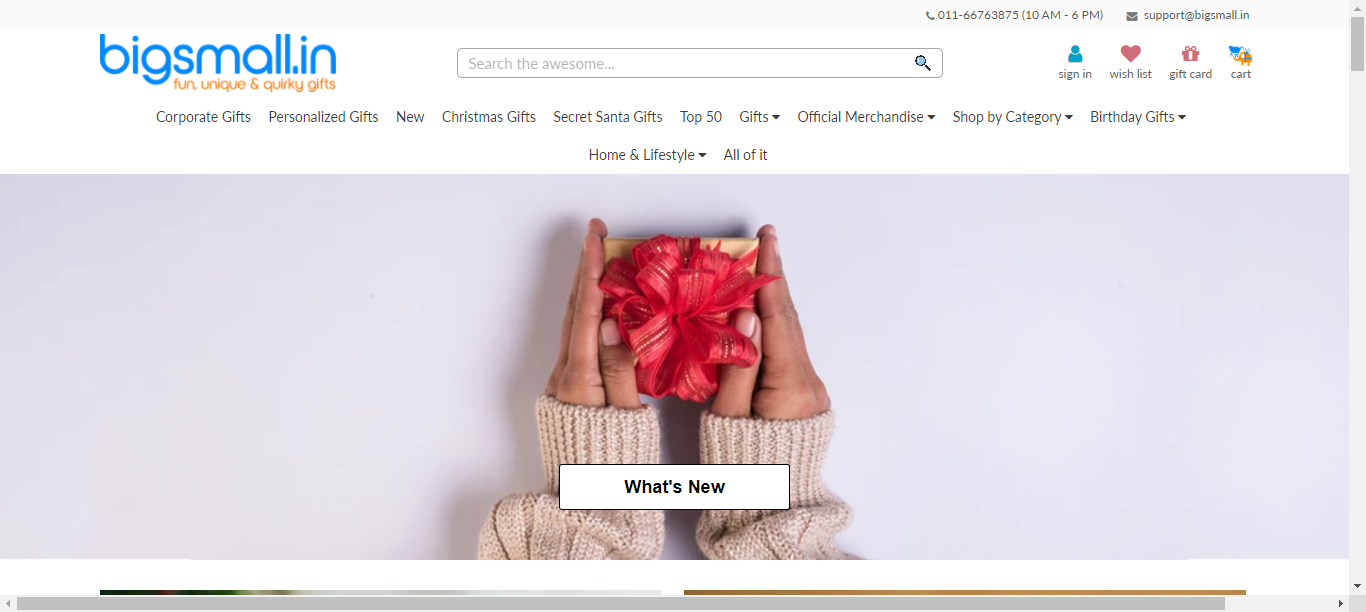 011-66763875 (10 AM - 6 PM) support@bigsmall.in
bigsmall.in
fun, unique & quirky gifts
Search the awesome...
sign in wish list gift card cart
Corporate Gifts Personalized Gifts New Christmas Gifts Secret Santa Gifts Top 50 Gifts Official Merchandise Shop by Category Birthday Gifts
Home & Lifestyle All of it
What's New